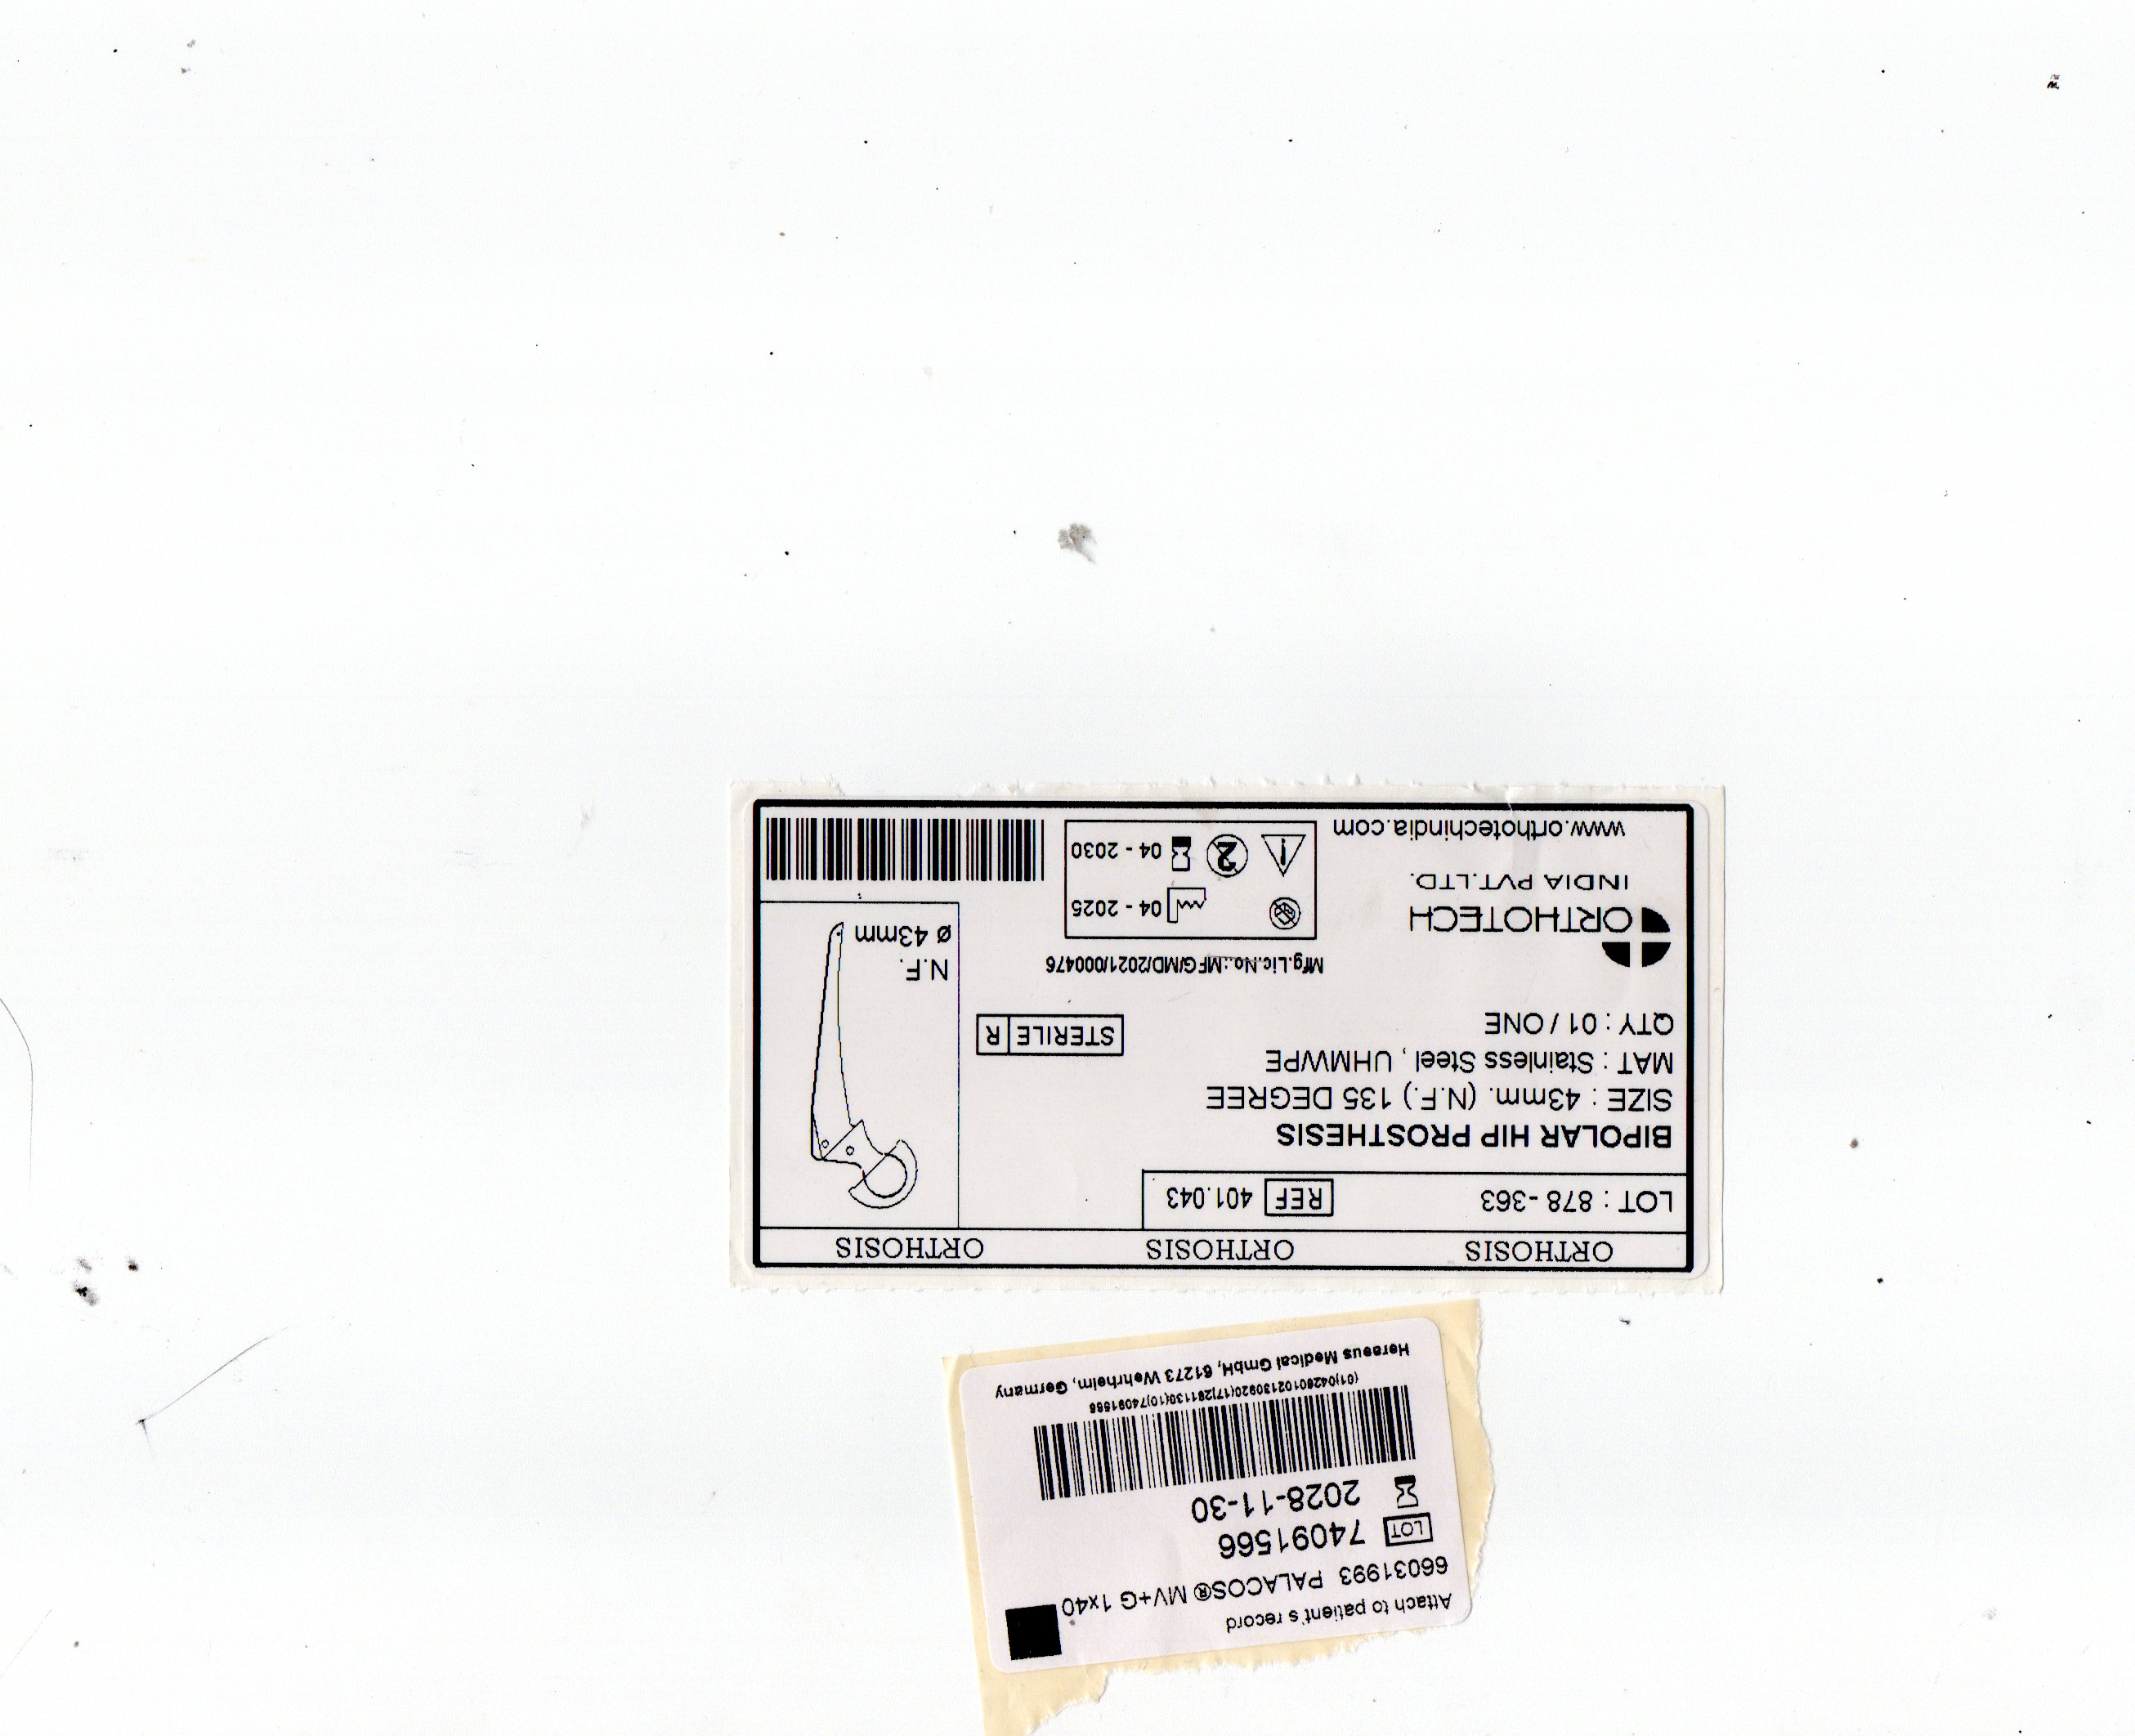 Attach to patient's record
66031993 PALACOS® MV+G 1x40
LOT 74091566
2028-11-30
(01)04260102130920(17)281130(10)74091566
Heraeus Medical GmbH, 61273 Wehrheim, Germany
ORTHOSIS ORTHOSIS ORTHOSIS
LOT : 878 - 363 REF 401.043
BIPOLAR HIP PROSTHESIS
SIZE : 43mm. (N.F.) 135 DEGREE
MAT : Stainless Steel , UHMWPE
QTY : 01 / ONE
STERILE R
Mfg.Lic.No.: MFG/MD/2021/000476
ORTHOTECH
INDIA PVT.LTD.
www.orthotechindia.com
04 - 2025
2 04 - 2030
N.F.
ø 43mm